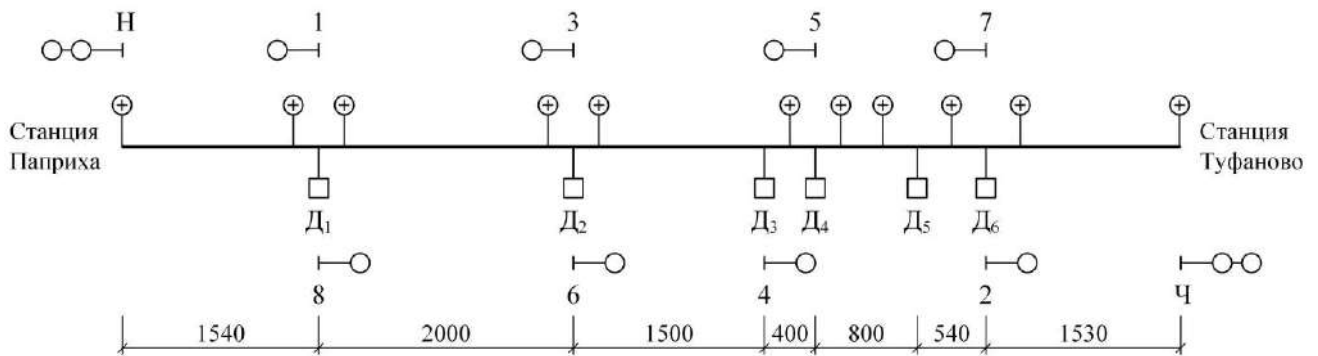 Н 1 3 5 7
Станция
Паприха
Станция
Туфаново
Д₁ Д₂ Д₃ Д₄ Д₅ Д₆
8 6 4 2 Ч
1540 2000 1500 400 800 540 1530